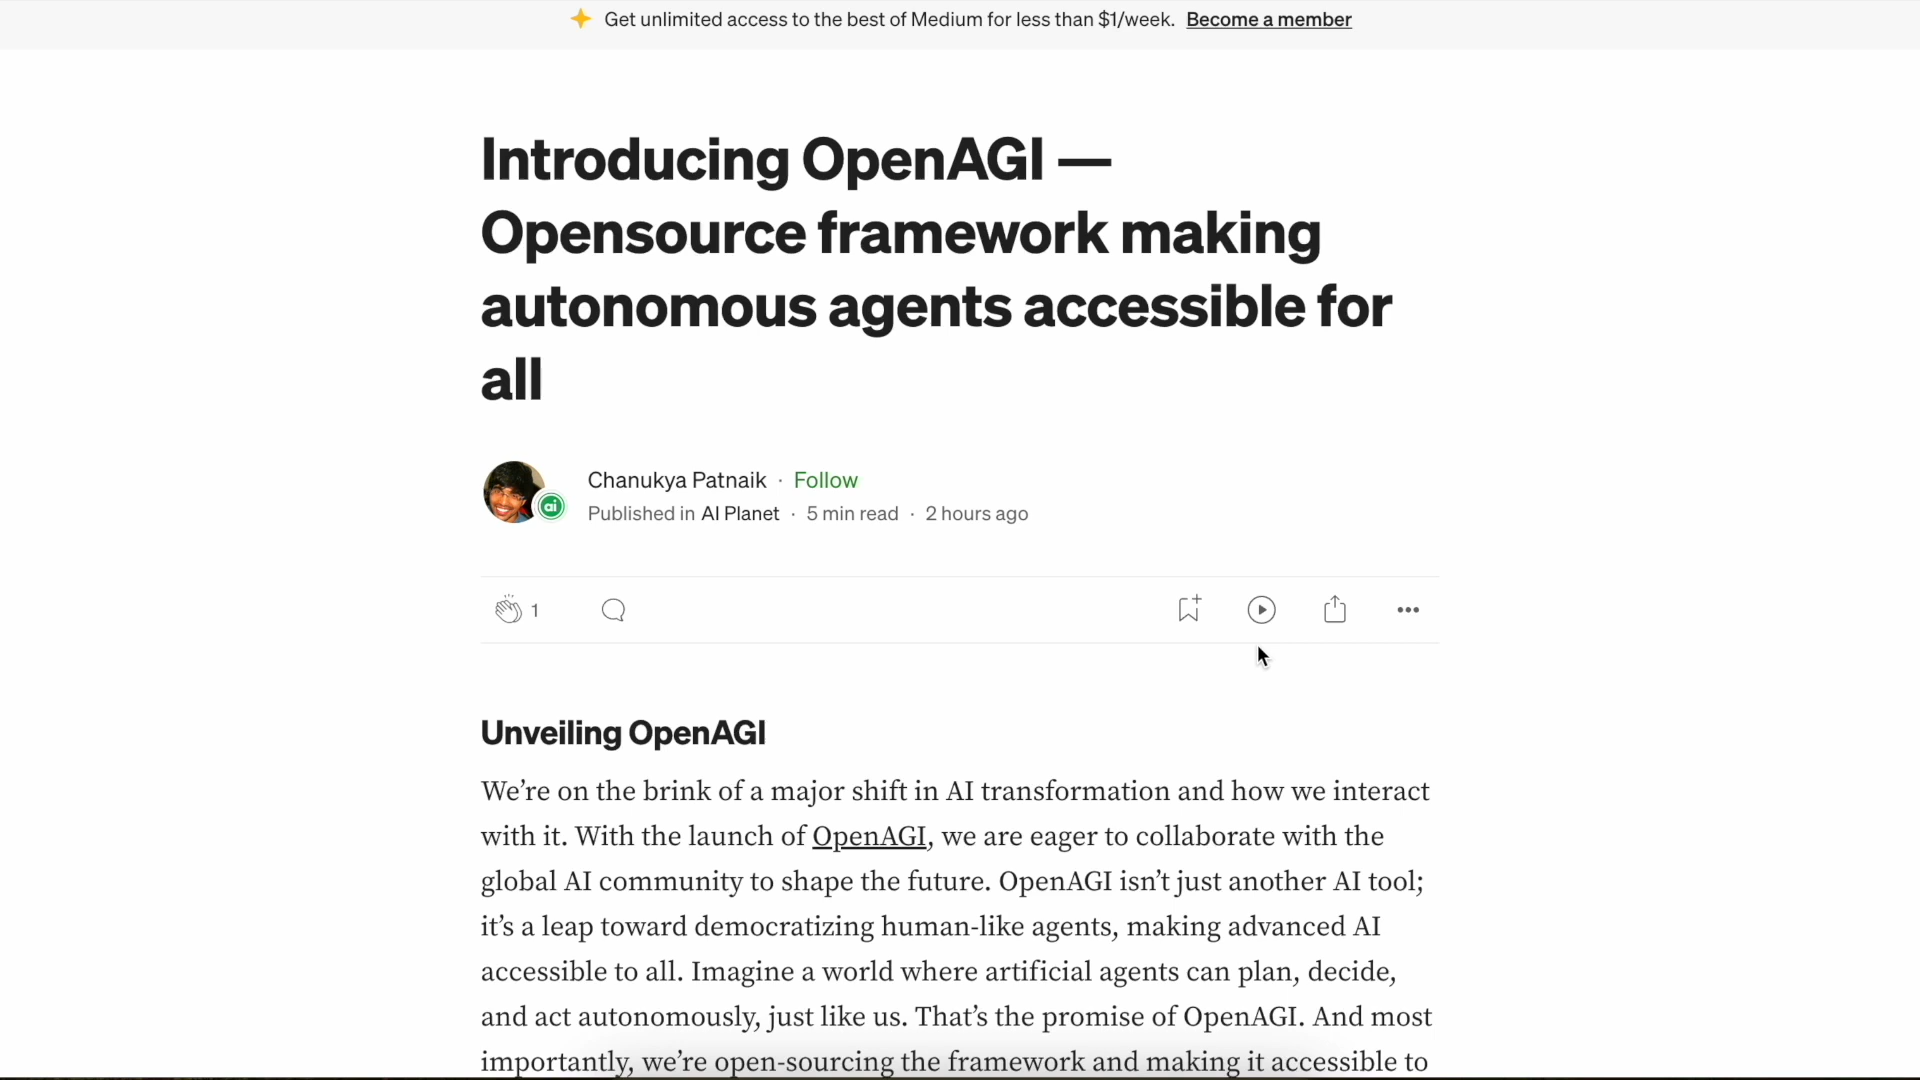 Get unlimited access to the best of Medium for less than $1/week. Become a member
Introducing OpenAGI —
Opensource framework making
autonomous agents accessible for
all
Chanukya Patnaik · Follow
ai
Published in AI Planet · 5 min read · 2 hours ago
1
Unveiling OpenAGI
We’re on the brink of a major shift in AI transformation and how we interact
with it. With the launch of OpenAGI, we are eager to collaborate with the
global AI community to shape the future. OpenAGI isn’t just another AI tool;
it’s a leap toward democratizing human-like agents, making advanced AI
accessible to all. Imagine a world where artificial agents can plan, decide,
and act autonomously, just like us. That’s the promise of OpenAGI. And most
importantly, we’re open-sourcing the framework and making it accessible to